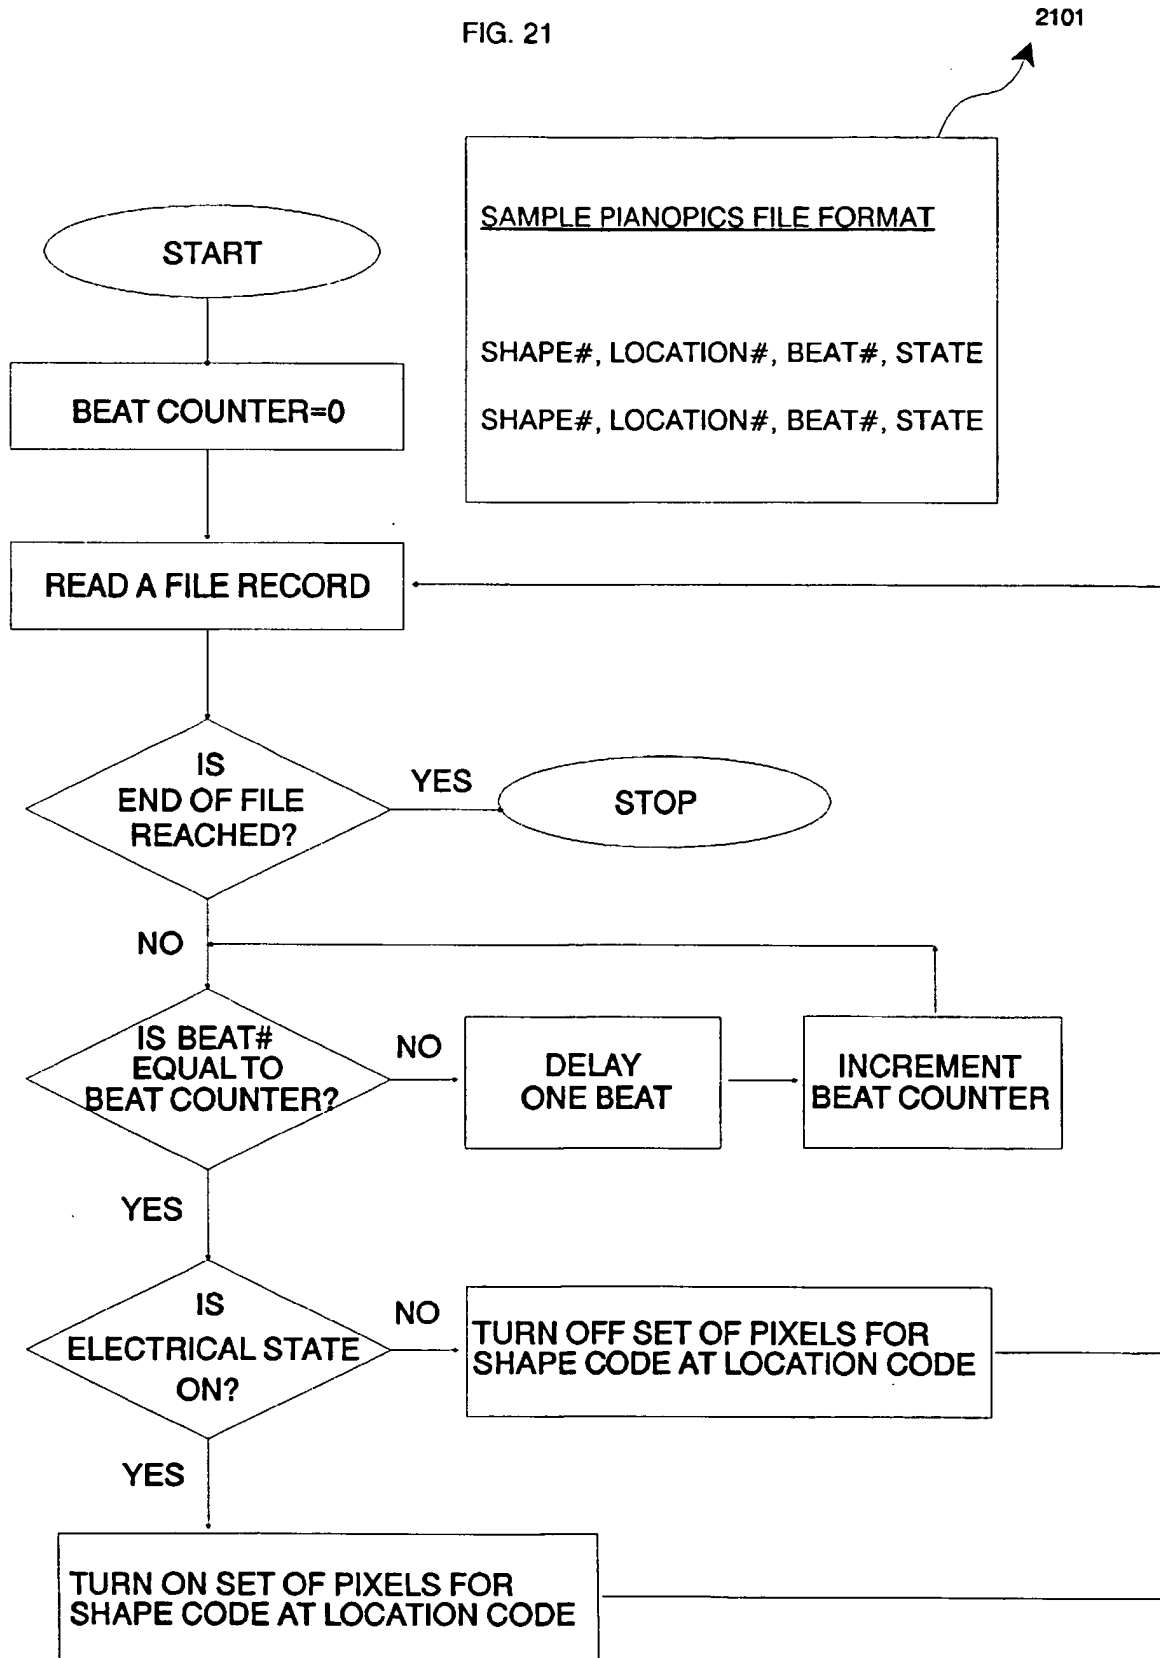 FIG. 21
2101
SAMPLE PIANOPICS FILE FORMAT
SHAPE#, LOCATION#, BEAT#, STATE
SHAPE#, LOCATION#, BEAT#, STATE
START
BEAT COUNTER=0
READ A FILE RECORD
IS
END OF FILE
REACHED?
YES
STOP
NO
IS BEAT#
EQUAL TO
BEAT COUNTER?
NO
DELAY
ONE BEAT
INCREMENT
BEAT COUNTER
YES
IS
ELECTRICAL STATE
ON?
NO
TURN OFF SET OF PIXELS FOR
SHAPE CODE AT LOCATION CODE
YES
TURN ON SET OF PIXELS FOR
SHAPE CODE AT LOCATION CODE